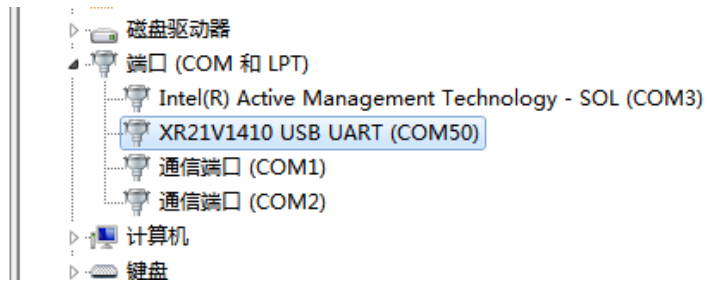 磁盘驱动器
端口 (COM 和 LPT)
Intel(R) Active Management Technology - SOL (COM3)
XR21V1410 USB UART (COM50)
通信端口 (COM1)
通信端口 (COM2)
计算机
键盘